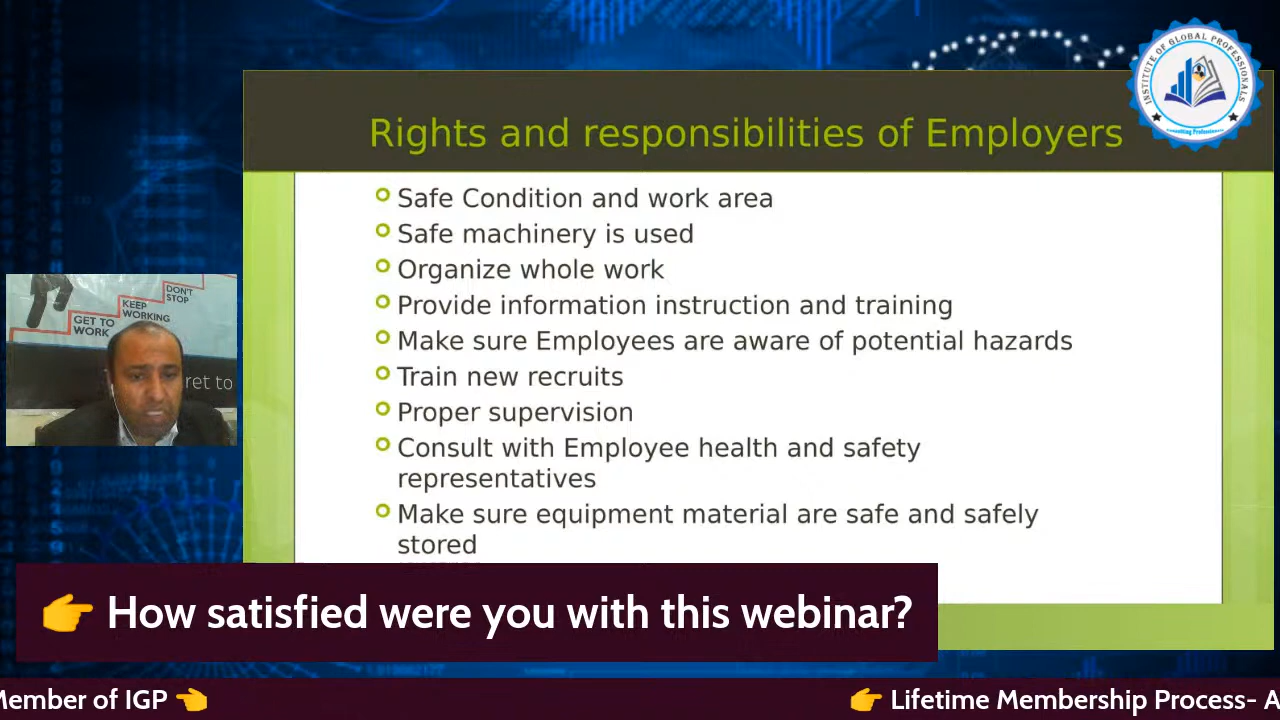 INSTITUTE OF GLOBAL PROFESSIONALS
Connecting Professionals
Rights and responsibilities of Employers
Safe Condition and work area
Safe machinery is used
Organize whole work
Provide information instruction and training
Make sure Employees are aware of potential hazards
Train new recruits
Proper supervision
Consult with Employee health and safety
representatives
Make sure equipment material are safe and safely
stored
DON'T
STOP
KEEP
WORKING
GET TO
WORK
ret to
👉 How satisfied were you with this webinar?
Member of IGP 👈
👉 Lifetime Membership Process- A